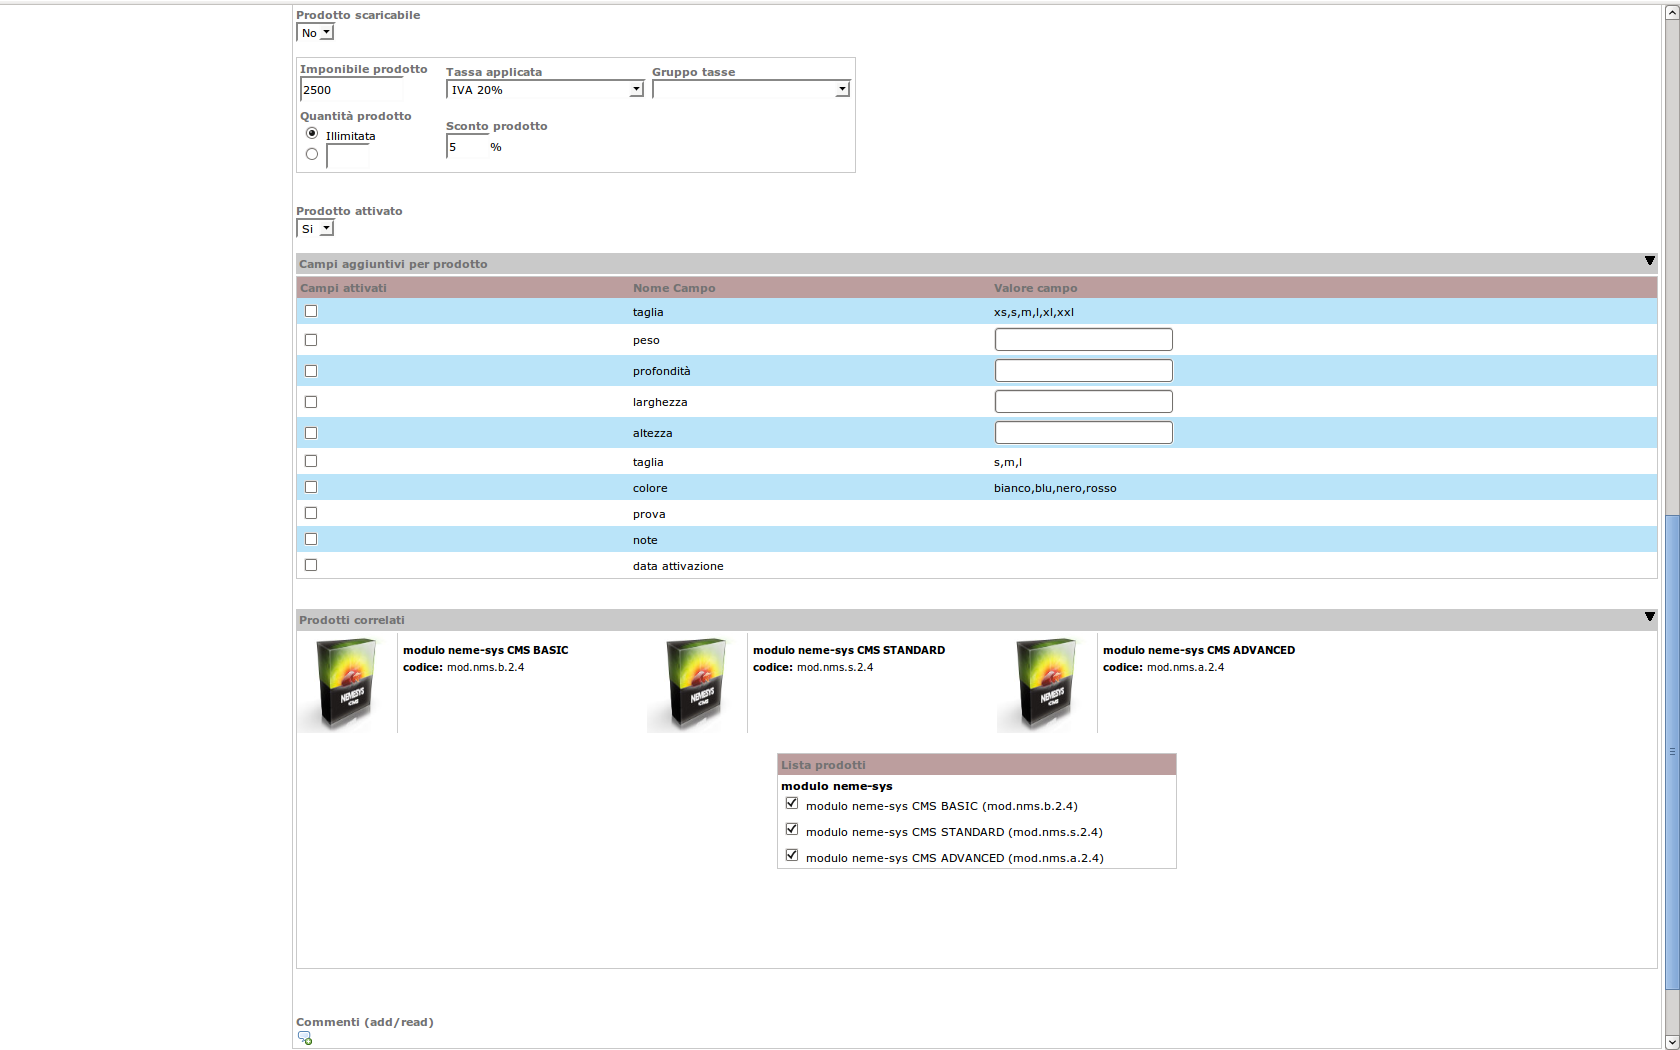 Prodotto scaricabile
No
Imponibile prodotto Tassa applicata Gruppo tasse
2500 IVA 20%
Quantità prodotto
Sconto prodotto
Illimitata
5 %
Prodotto attivato
Si
Campi aggiuntivi per prodotto
Campi attivati Nome Campo Valore campo
taglia xs,s,m,l,xl,xxl
peso
profondità
larghezza
altezza
taglia s,m,l
colore bianco,blu,nero,rosso
prova
note
data attivazione
Prodotti correlati
modulo neme-sys CMS BASIC
codice: mod.nms.b.2.4
NEMESYS
CMS
modulo neme-sys CMS STANDARD
codice: mod.nms.s.2.4
NEMESYS
CMS
modulo neme-sys CMS ADVANCED
codice: mod.nms.a.2.4
NEMESYS
CMS
Lista prodotti
modulo neme-sys
modulo neme-sys CMS BASIC (mod.nms.b.2.4)
modulo neme-sys CMS STANDARD (mod.nms.s.2.4)
modulo neme-sys CMS ADVANCED (mod.nms.a.2.4)
Commenti (add/read)